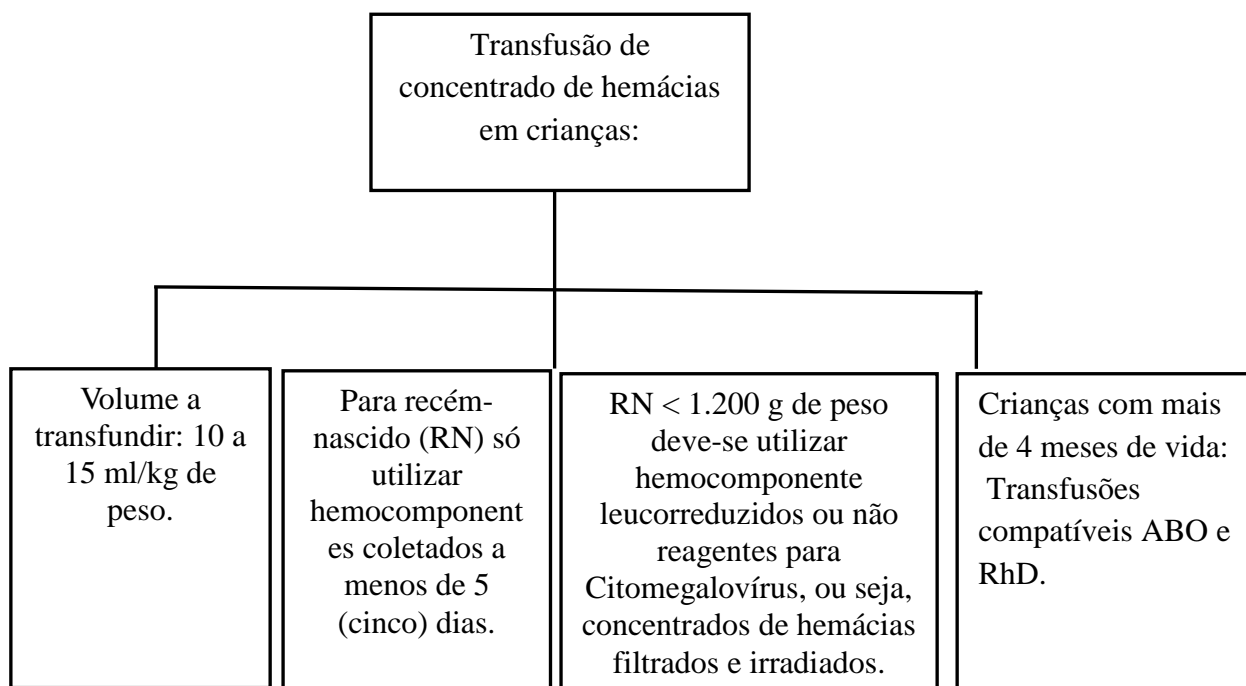 Transfusão de
concentrado de hemácias
em crianças:
Volume a
transfundir: 10 a
15 ml/kg de
peso.
Para recém-
nascido (RN) só
utilizar
hemocomponent
es coletados a
menos de 5
(cinco) dias.
RN < 1.200 g de peso
deve-se utilizar
hemocomponente
leucorreduzidos ou não
reagentes para
Citomegalovírus, ou seja,
concentrados de hemácias
filtrados e irradiados.
Crianças com mais
de 4 meses de vida:
Transfusões
compatíveis ABO e
RhD.